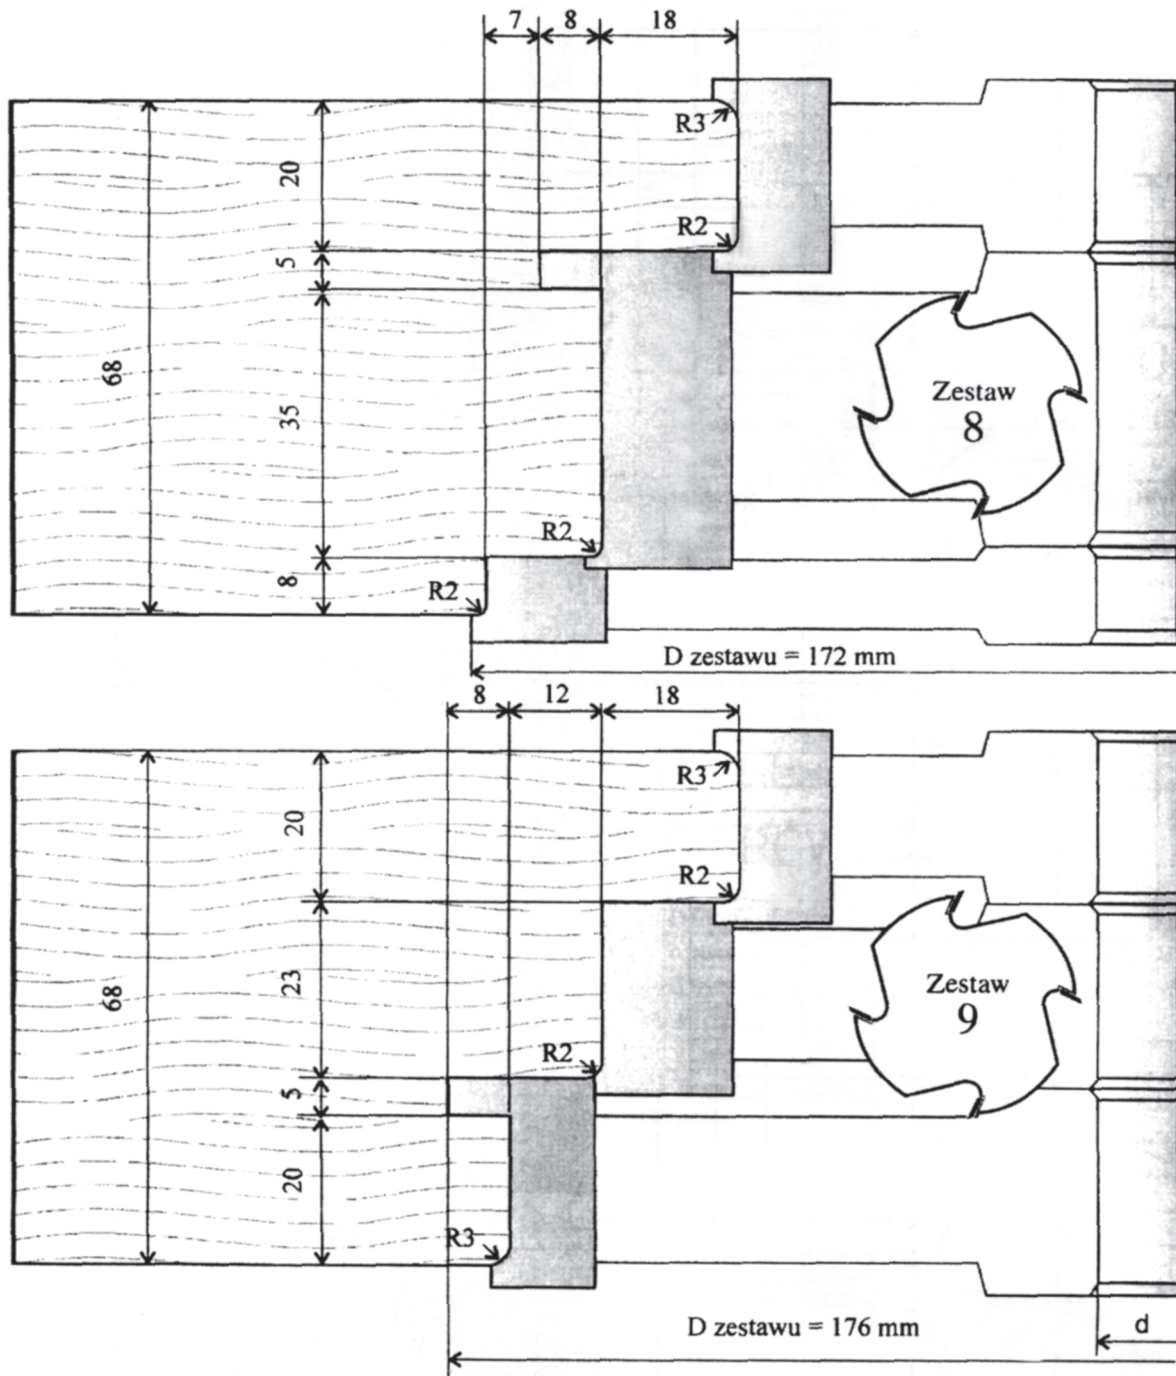 7 8 18
R3
20
R2
5
68
35
Zestaw
8
R2
8
R2
D zestawu = 172 mm
8 12 18
R3
20
R2
23
68
Zestaw
9
R2
5
20
R3
D zestawu = 176 mm
d